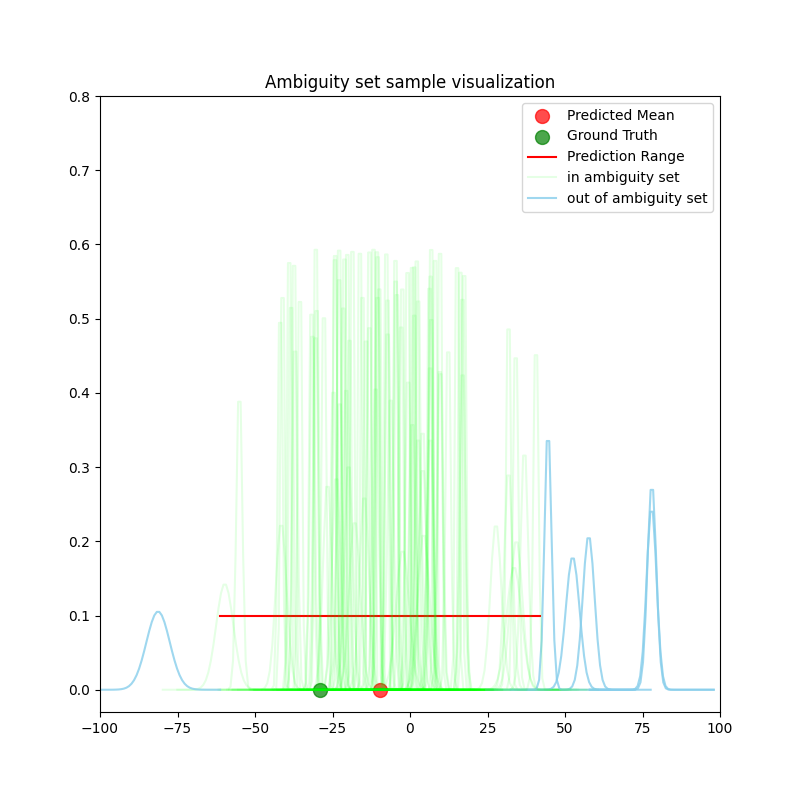 Ambiguity set sample visualization
0.8
0.7
0.6
0.5
0.4
0.3
0.2
0.1
0.0
Predicted Mean
Ground Truth
Prediction Range
in ambiguity set
out of ambiguity set
−100 −75 −50 −25 0 25 50 75 100